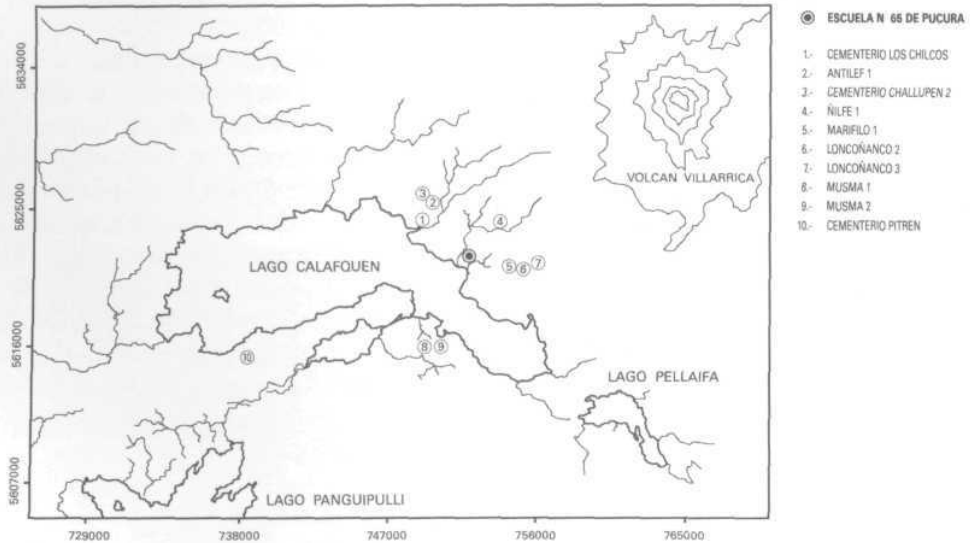 ESCUELA N 65 DE PUCURA
1.- CEMENTERIO LOS CHILCOS
2.- ANTILEF 1
3.- CEMENTERIO CHALLUPEN 2
4.- ÑILFE 1
5.- MARIFILO 1
6.- LONCOÑANCO 2
7.- LONCOÑANCO 3
8.- MUSMA 1
9.- MUSMA 2
10.- CEMENTERIO PITREN
5634000
5625000
5616000
5607000
VOLCAN VILLARRICA
3
2
1
4
LAGO CALAFQUEN
5 6 7
8 9
10
LAGO PELLAIFA
LAGO PANGUIPULLI
729000 738000 747000 756000 765000